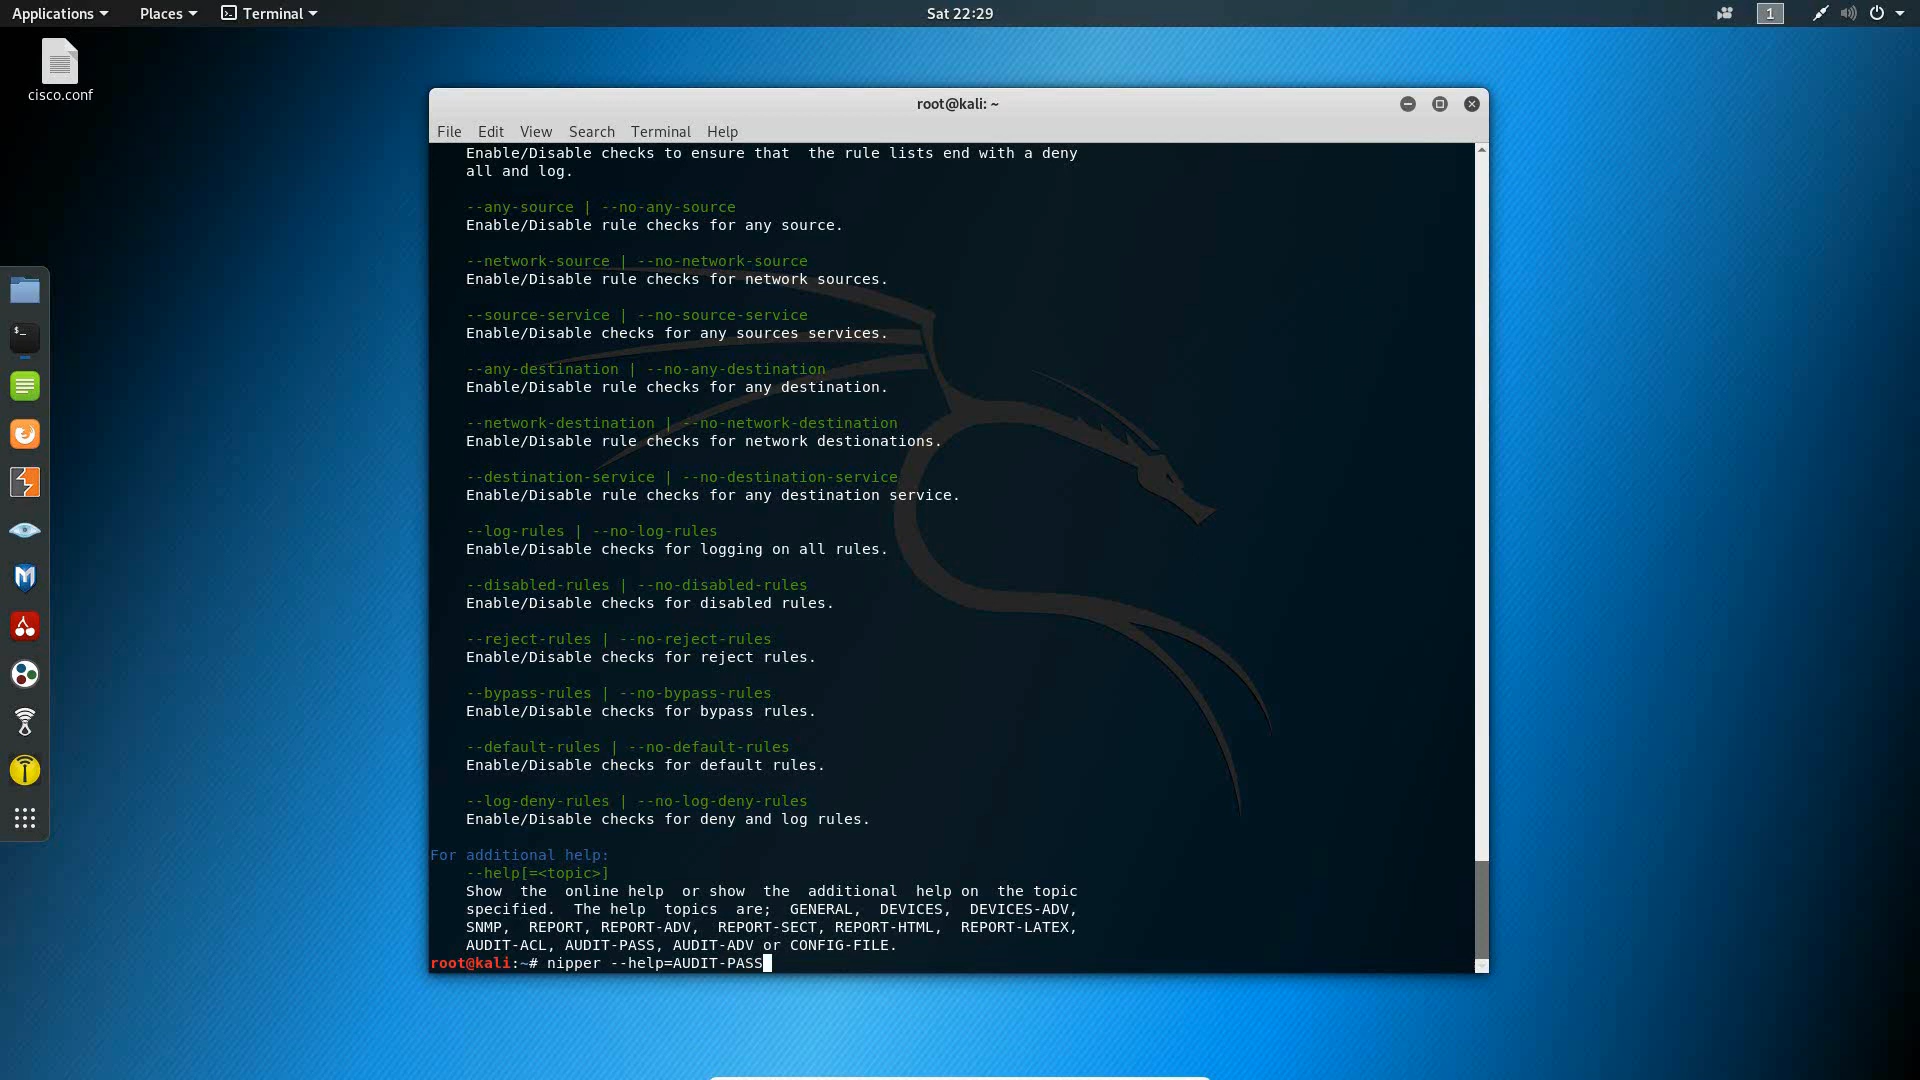 Applications Places Terminal Sat 22:29 1
cisco.conf
root@kali: ~
File Edit View Search Terminal Help
Enable/Disable checks to ensure that  the rule lists end with a deny
all and log.
--any-source | --no-any-source
Enable/Disable rule checks for any source.
--network-source | --no-network-source
Enable/Disable rule checks for network sources.
--source-service | --no-source-service
Enable/Disable checks for any sources services.
--any-destination | --no-any-destination
Enable/Disable rule checks for any destination.
--network-destination | --no-network-destination
Enable/Disable rule checks for network destionations.
--destination-service | --no-destination-service
Enable/Disable rule checks for any destination service.
--log-rules | --no-log-rules
Enable/Disable checks for logging on all rules.
--disabled-rules | --no-disabled-rules
Enable/Disable checks for disabled rules.
--reject-rules | --no-reject-rules
Enable/Disable checks for reject rules.
--bypass-rules | --no-bypass-rules
Enable/Disable checks for bypass rules.
--default-rules | --no-default-rules
Enable/Disable checks for default rules.
--log-deny-rules | --no-log-deny-rules
Enable/Disable checks for deny and log rules.
For additional help:
--help[=<topic>]
Show  the  online help  or show  the  additional  help on  the topic
specified.  The help  topics  are;  GENERAL,  DEVICES,  DEVICES-ADV,
SNMP,  REPORT, REPORT-ADV,  REPORT-SECT, REPORT-HTML,  REPORT-LATEX,
AUDIT-ACL, AUDIT-PASS, AUDIT-ADV or CONFIG-FILE.
root@kali:~# nipper --help=AUDIT-PASS